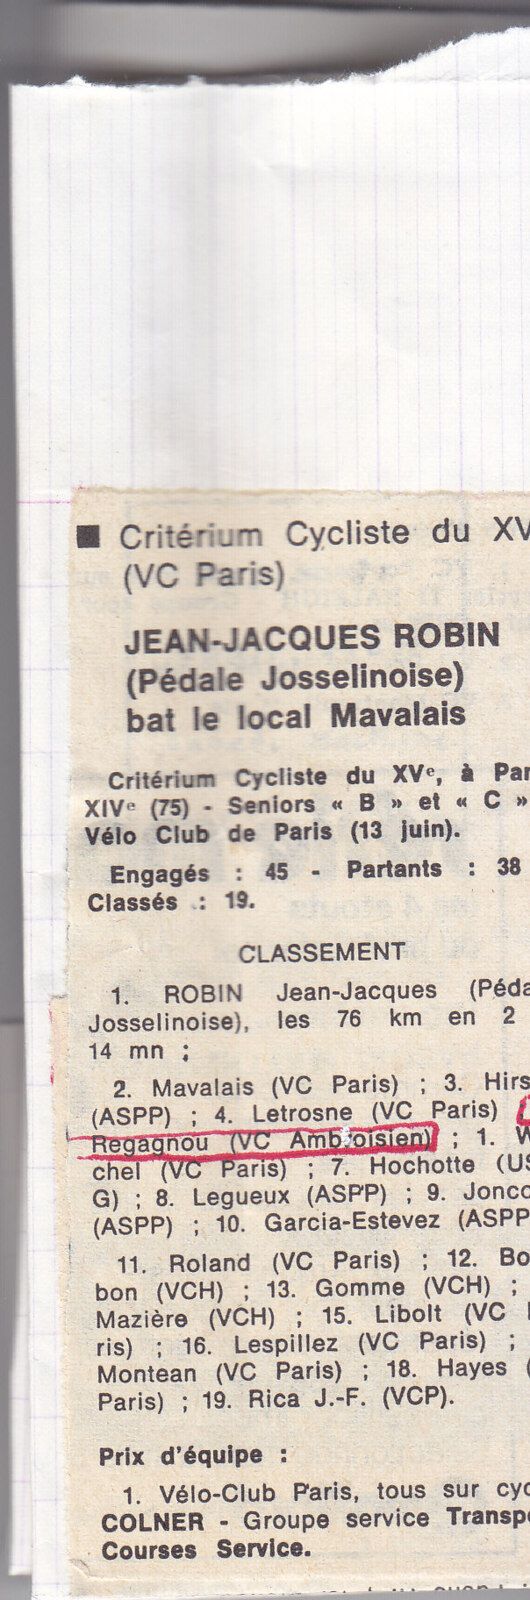 ■ Critérium Cycliste du XV
(VC Paris)
JEAN-JACQUES ROBIN
(Pédale Josselinoise)
bat le local Mavalais
Critérium Cycliste du XVe, à Par
XIVe (75) - Seniors « B » et « C »
Vélo Club de Paris (13 juin).
Engagés : 45 - Partants : 38
Classés : 19.
CLASSEMENT
1. ROBIN Jean-Jacques (Péda
Josselinoise), les 76 km en 2
14 mn ;
2. Mavalais (VC Paris) ; 3. Hirs
(ASPP) ; 4. Letrosne (VC Paris)
Regagnou (VC Ambroisien) ; 1. W
chel (VC Paris) ; 7. Hochotte (US
G) ; 8. Legueux (ASPP) ; 9. Jonco
(ASPP) ; 10. Garcia-Estevez (ASPP
11. Roland (VC Paris) ; 12. Bo
bon (VCH) ; 13. Gomme (VCH) ;
Mazière (VCH) ; 15. Libolt (VC
ris) ; 16. Lespillez (VC Paris) ;
Montean (VC Paris) ; 18. Hayes (
Paris) ; 19. Rica J.-F. (VCP).
Prix d'équipe :
1. Vélo-Club Paris, tous sur cyc
COLNER - Groupe service Transpo
Courses Service.